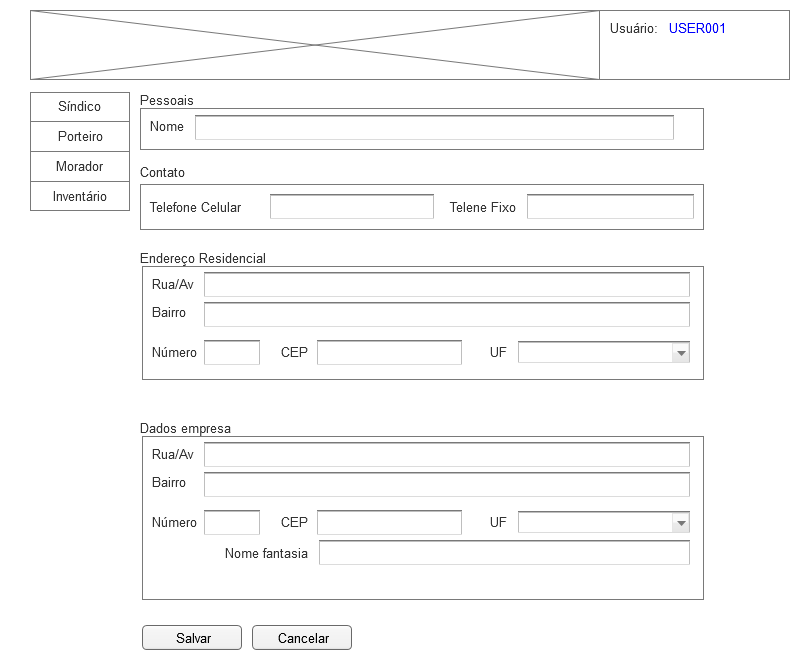 Usuário: USER001
Síndico
Porteiro
Morador
Inventário
Pessoais
Nome
Contato
Telefone Celular Telene Fixo
Endereço Residencial
Rua/Av
Bairro
Número CEP UF
Dados empresa
Rua/Av
Bairro
Número CEP UF
Nome fantasia
Salvar Cancelar